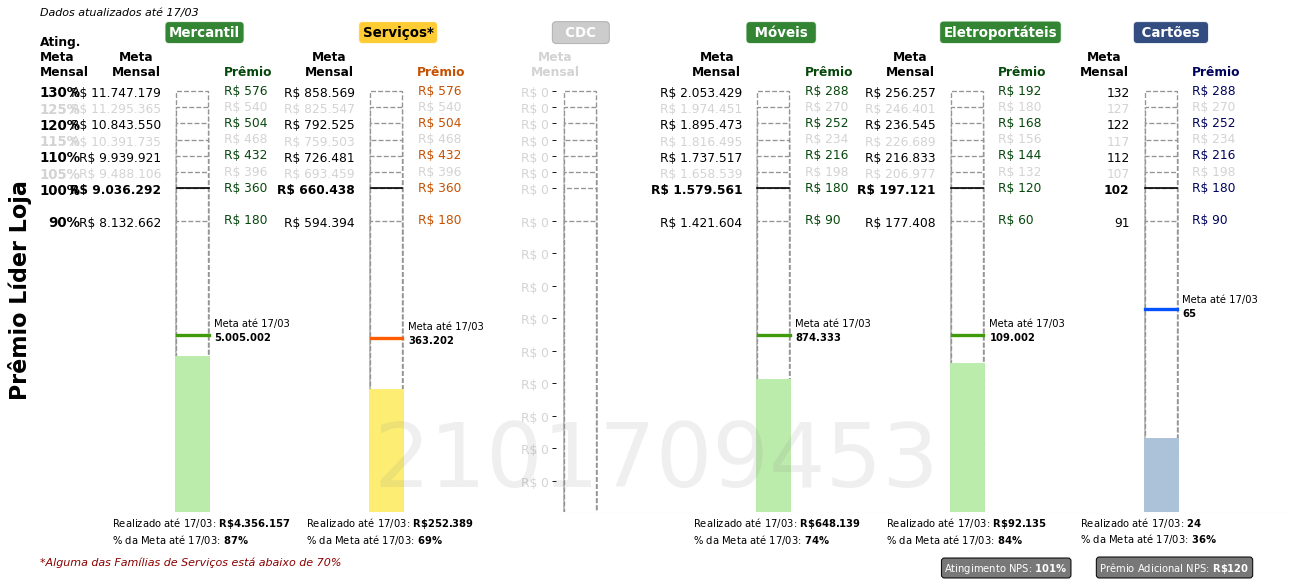 Dados atualizados até 17/03
Mercantil Serviços* CDC Móveis Eletroportáteis Cartões
Ating.
Meta Meta Meta Meta Meta Meta Meta
Mensal Mensal Prêmio Mensal Prêmio Mensal Mensal Prêmio Mensal Prêmio Mensal Prêmio
130% R$ 11.747.179 R$ 576 R$ 858.569 R$ 576 R$ 0 R$ 2.053.429 R$ 288 R$ 256.257 R$ 192 132 R$ 288
125% R$ 11.295.365 R$ 540 R$ 825.547 R$ 540 R$ 0 R$ 1.974.451 R$ 270 R$ 246.401 R$ 180 127 R$ 270
120% R$ 10.843.550 R$ 504 R$ 792.525 R$ 504 R$ 0 R$ 1.895.473 R$ 252 R$ 236.545 R$ 168 122 R$ 252
115% R$ 10.391.735 R$ 468 R$ 759.503 R$ 468 R$ 0 R$ 1.816.495 R$ 234 R$ 226.689 R$ 156 117 R$ 234
110% R$ 9.939.921 R$ 432 R$ 726.481 R$ 432 R$ 0 R$ 1.737.517 R$ 216 R$ 216.833 R$ 144 112 R$ 216
105% R$ 9.488.106 R$ 396 R$ 693.459 R$ 396 R$ 0 R$ 1.658.539 R$ 198 R$ 206.977 R$ 132 107 R$ 198
100% R$ 9.036.292 R$ 360 R$ 660.438 R$ 360 R$ 0 R$ 1.579.561 R$ 180 R$ 197.121 R$ 120 102 R$ 180
90% R$ 8.132.662 R$ 180 R$ 594.394 R$ 180 R$ 0 R$ 1.421.604 R$ 90 R$ 177.408 R$ 60 91 R$ 90
R$ 0
R$ 0
R$ 0
R$ 0
R$ 0
R$ 0
R$ 0
R$ 0
Prêmio Líder Loja
Meta até 17/03 Meta até 17/03 Meta até 17/03 Meta até 17/03 Meta até 17/03
5.005.002 363.202 874.333 109.002 65
2101709453
Realizado até 17/03: R$4.356.157 Realizado até 17/03: R$252.389 Realizado até 17/03: R$648.139 Realizado até 17/03: R$92.135 Realizado até 17/03: 24
% da Meta até 17/03: 87% % da Meta até 17/03: 69% % da Meta até 17/03: 74% % da Meta até 17/03: 84% % da Meta até 17/03: 36%
*Alguma das Famílias de Serviços está abaixo de 70% Atingimento NPS: 101% Prêmio Adicional NPS: R$120